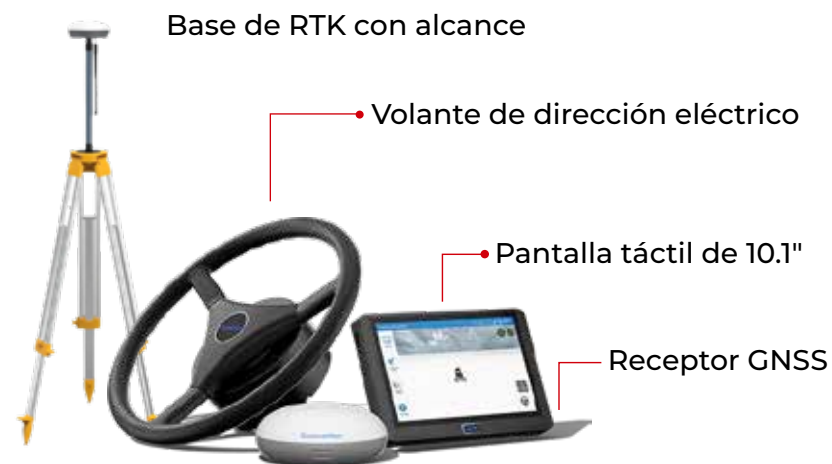 Base de RTK con alcance
Volante de dirección eléctrico
Pantalla táctil de 10.1"
Receptor GNSS